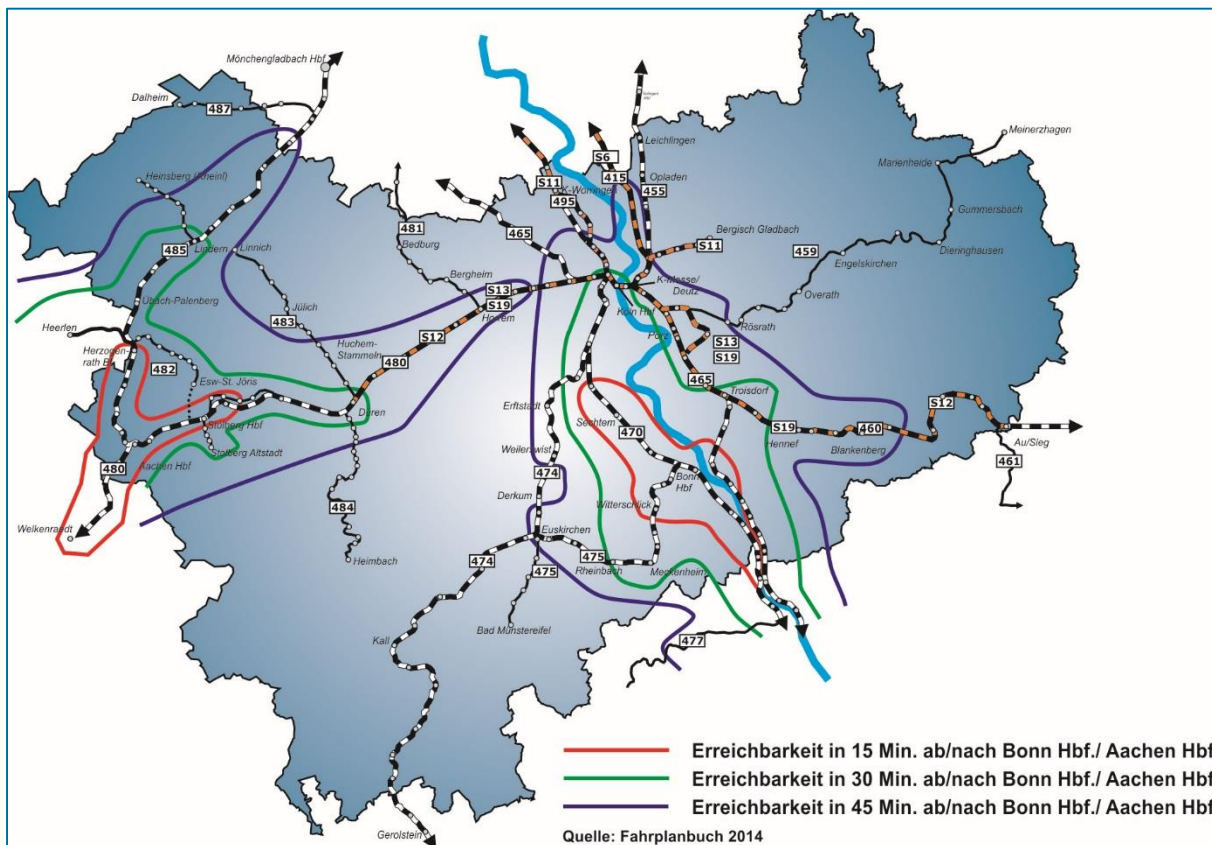 Mönchengladbach Hbf
Dalheim
487
Leichlingen
Meinerzhagen
S6
Marienheide
Heinsberg (Rheinl)
S11
415
Opladen
K-Worringen
495
455
Gummersbach
481
465
Bergisch Gladbach
S11
485
Lindern
Linnich
Bedburg
459
Dieringhausen
Engelskirchen
Bergheim
K-Messe/
Deutz
Übach-Palenberg
S13
S19
Horrem
Köln Hbf
Overath
Jülich
483
Rösrath
Heerlen
Huchem-
Stammeln
S12
Porz
S13
S19
Herzogen-
rath Bf.
482
480
465
Esw-St. Jöris
Troisdorf
Erftstadt
S12
Düren
Stolberg Hbf
Sechtem
470
S19
460
Hennef
Au/Sieg
Stolberg Altstadt
Weilerswist
Blankenberg
461
480
Aachen Hbf
474
Bonn
Hbf
Derkum
Witterschlick
484
Welkenraedt
Euskirchen
Heimbach
474
475
475
Rheinbach
Meckenheim
Bad Münstereifel
Kall
477
Erreichbarkeit in 15 Min. ab/nach Bonn Hbf./ Aachen Hbf
Erreichbarkeit in 30 Min. ab/nach Bonn Hbf./ Aachen Hbf
Erreichbarkeit in 45 Min. ab/nach Bonn Hbf./ Aachen Hbf
Gerolstein
Quelle: Fahrplanbuch 2014